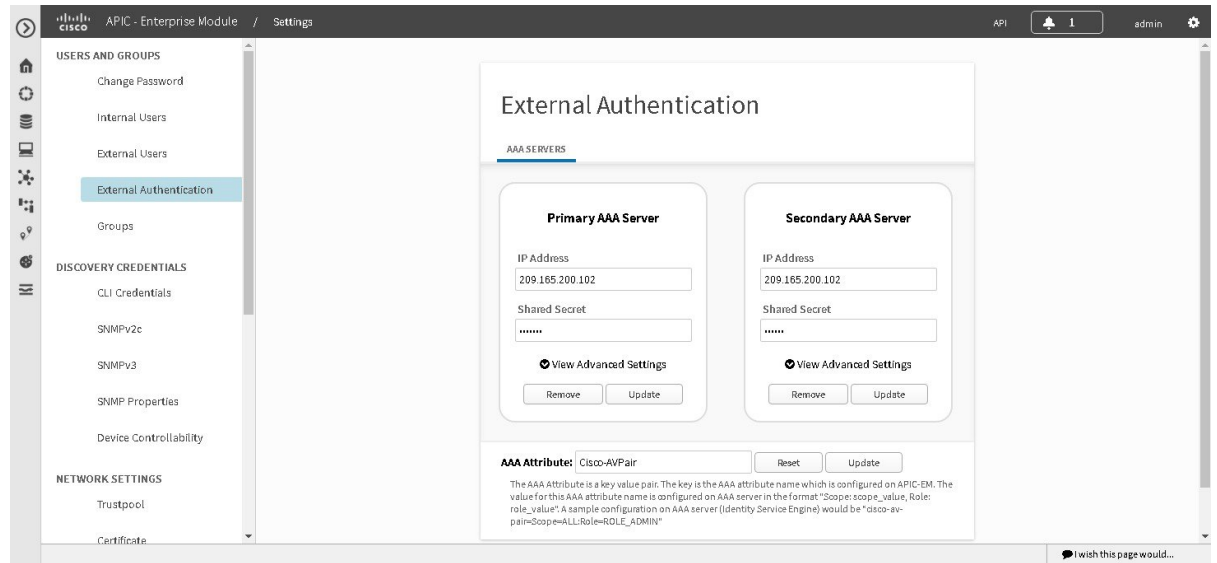 cisco APIC - Enterprise Module / Settings API 1 admin
USERS AND GROUPS
Change Password
Internal Users
External Users
External Authentication
Groups
DISCOVERY CREDENTIALS
CLI Credentials
SNMPv2c
SNMPv3
SNMP Properties
Device Controllability
NETWORK SETTINGS
Trustpool
Certificate
External Authentication
AAA SERVERS
Primary AAA Server
IP Address
209.165.200.102
Shared Secret
•••••••
View Advanced Settings
Remove Update
Secondary AAA Server
IP Address
209.165.200.102
Shared Secret
••••••
View Advanced Settings
Remove Update
AAA Attribute: Cisco-AVPair Reset Update
The AAA Attribute is a key value pair. The key is the AAA attribute name which is configured on APIC-EM. The
value for this AAA attribute name is configured on AAA server in the format "Scope: scope_value, Role:
role_value". A sample configuration on AAA server (Identity Service Engine) would be "cisco-av-
pair=Scope=ALL:Role=ROLE_ADMIN"
I wish this page would...